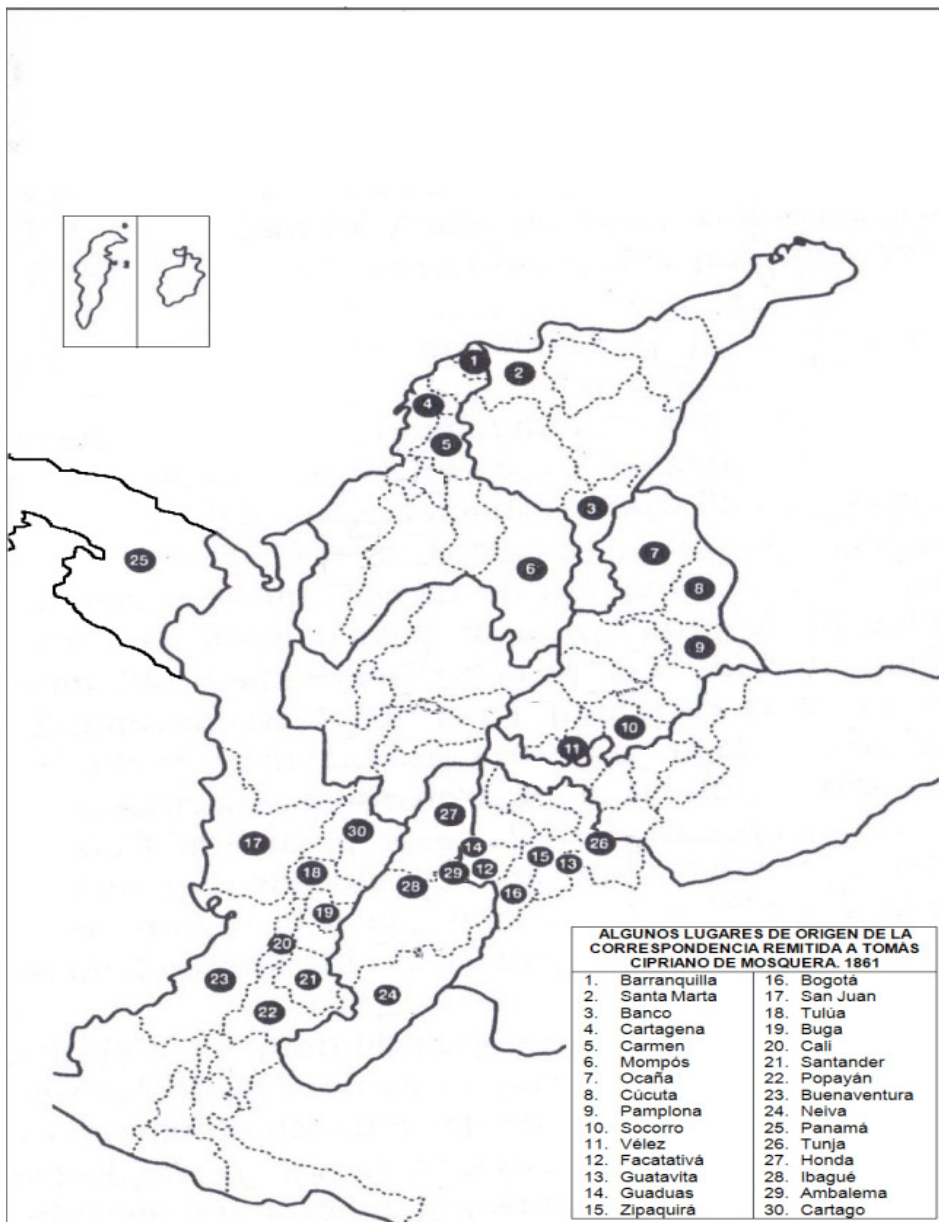 1
2
4
5
3
25
6
7
8
9
10
11
27
17
30
14
26
15
13
29
12
18
28
16
19
20
23
21
24
22
ALGUNOS LUGARES DE ORIGEN DE LA
CORRESPONDENCIA REMITIDA A TOMÁS
CIPRIANO DE MOSQUERA. 1861
1. Barranquilla
2. Santa Marta
3. Banco
4. Cartagena
5. Carmen
6. Mompós
7. Ocaña
8. Cúcuta
9. Pamplona
10. Socorro
11. Vélez
12. Facatativá
13. Guatavita
14. Guaduas
15. Zipaquirá
16. Bogotá
17. San Juan
18. Tulúa
19. Buga
20. Cali
21. Santander
22. Popayán
23. Buenaventura
24. Neiva
25. Panamá
26. Tunja
27. Honda
28. Ibagué
29. Ambalema
30. Cartago